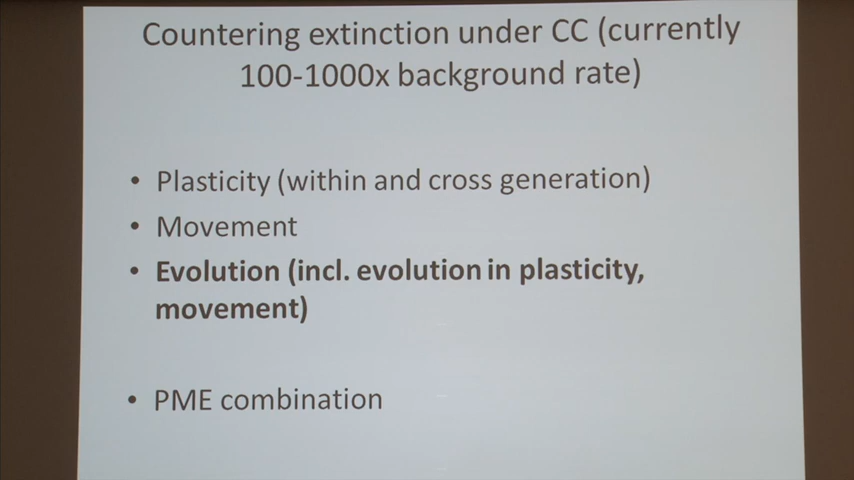 Countering extinction under CC (currently
100-1000x background rate)
• Plasticity (within and cross generation)
• Movement
• Evolution (incl. evolution in plasticity,
movement)
• PME combination